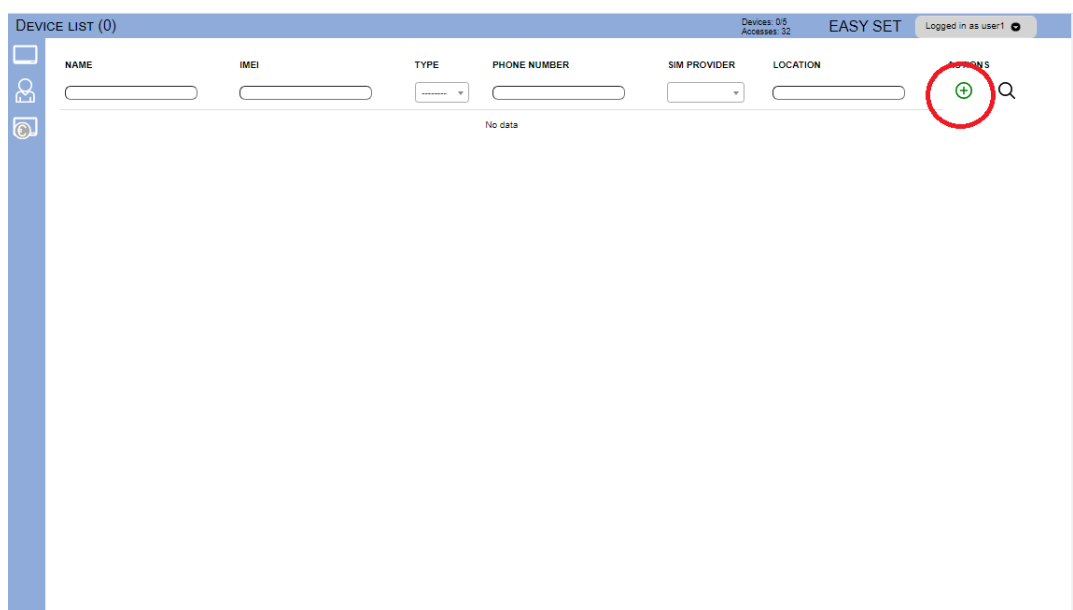 DEVICE LIST (0)
Devices: 0/5
Accesses: 32
EASY SET
Logged in as user1
NAME IMEI TYPE PHONE NUMBER SIM PROVIDER LOCATION ACTIONS
--------
No data